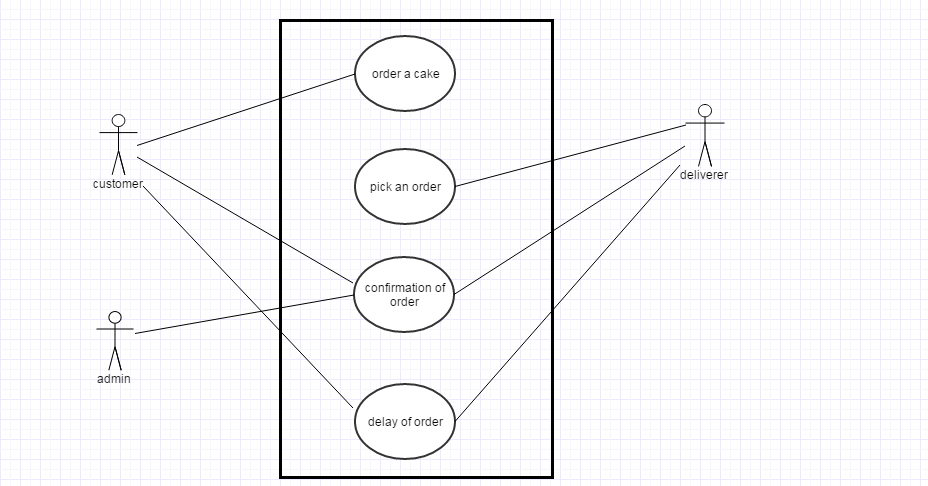 order a cake
customer
pick an order
deliverer
confirmation of
order
admin
delay of order